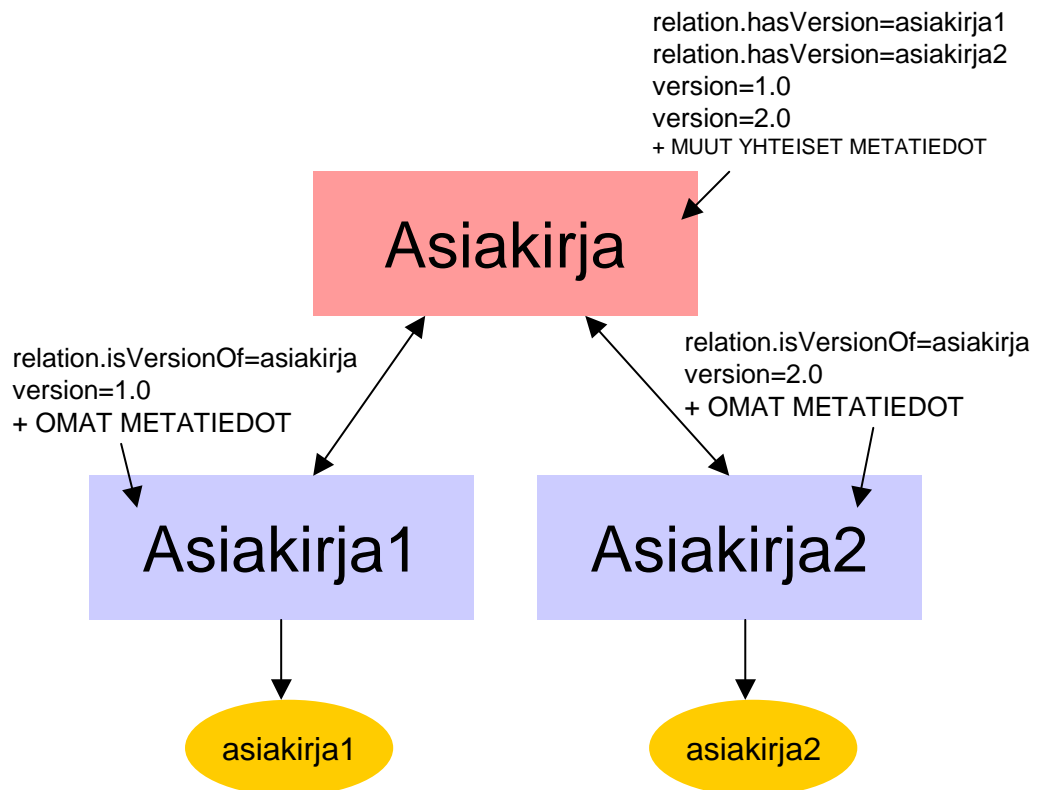 relation.hasVersion=asiakirja1
relation.hasVersion=asiakirja2
version=1.0
version=2.0
+ MUUT YHTEISET METATIEDOT
Asiakirja
relation.isVersionOf=asiakirja
version=1.0
+ OMAT METATIEDOT
relation.isVersionOf=asiakirja
version=2.0
+ OMAT METATIEDOT
Asiakirja1
Asiakirja2
asiakirja1
asiakirja2